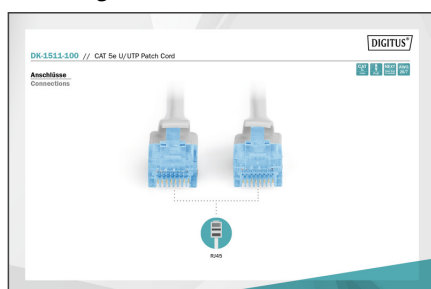 DIGITUS®
DK-1511-100 // CAT 5e U/UTP Patch Cord
Anschlüsse
Connections
RJ45